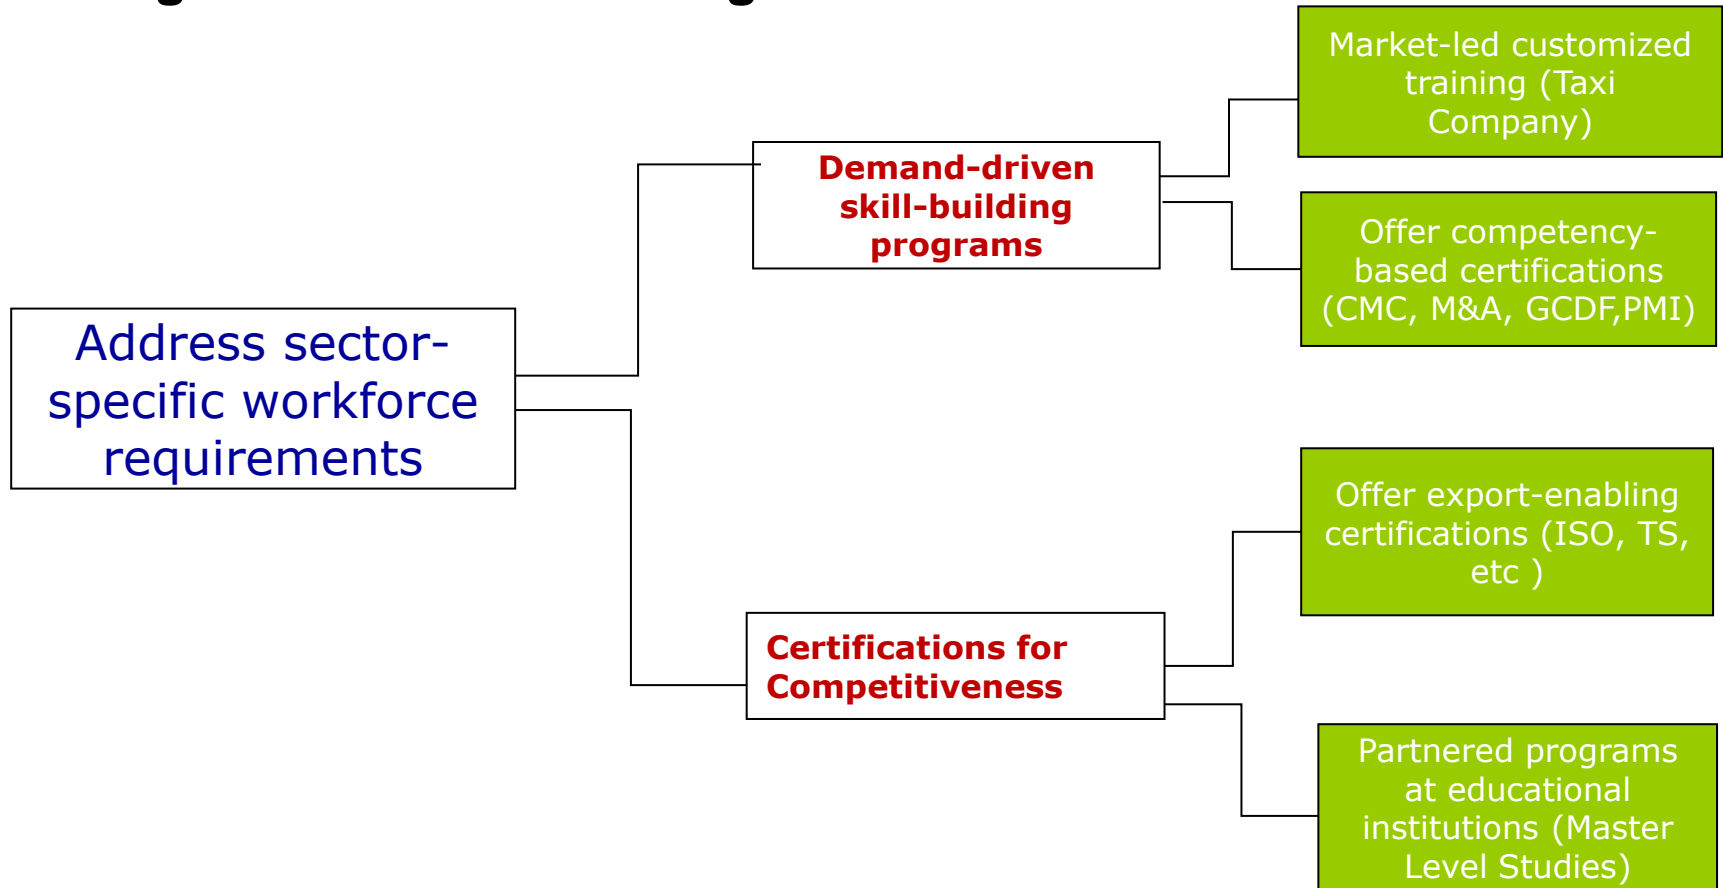 Market-led customized
training (Taxi
Company)
Demand-driven
skill-building
programs
Offer competency-
based certifications
(CMC, M&A, GCDF,PMI)
Address sector-
specific workforce
requirements
Offer export-enabling
certifications (ISO, TS,
etc )
Certifications for
Competitiveness
Partnered programs
at educational
institutions (Master
Level Studies)